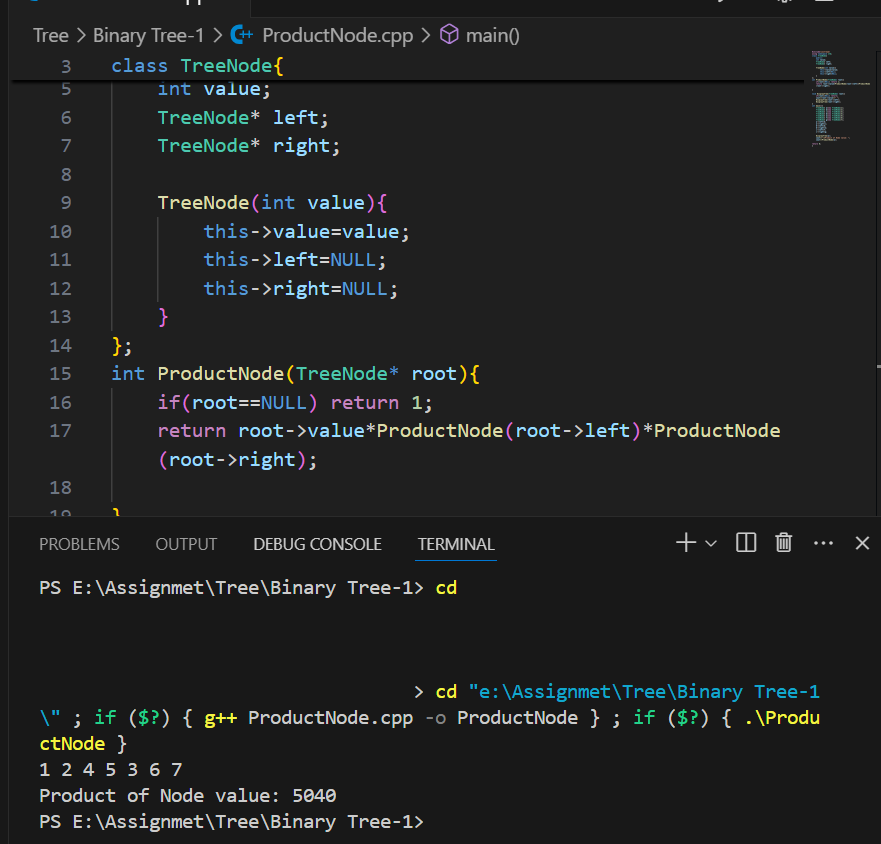 Tree > Binary Tree-1 > C++ ProductNode.cpp > main()
3 class TreeNode{
5 int value;
6 TreeNode* left;
7 TreeNode* right;
8
9 TreeNode(int value){
10 this->value=value;
11 this->left=NULL;
12 this->right=NULL;
13 }
14 };
15 int ProductNode(TreeNode* root){
16 if(root==NULL) return 1;
17 return root->value*ProductNode(root->left)*ProductNode
(root->right);
18
19 }
PROBLEMS OUTPUT DEBUG CONSOLE TERMINAL
PS E:\Assignmet\Tree\Binary Tree-1> cd
> cd "e:\Assignmet\Tree\Binary Tree-1
\" ; if ($?) { g++ ProductNode.cpp -o ProductNode } ; if ($?) { .\Produ
ctNode }
1 2 4 5 3 6 7
Product of Node value: 5040
PS E:\Assignmet\Tree\Binary Tree-1>